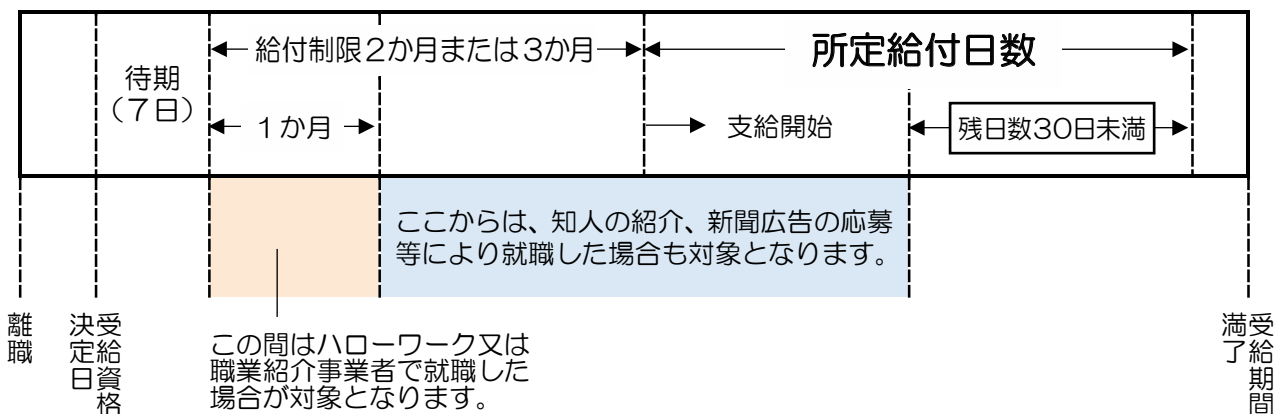 給付制限2か月または3か月
所定給付日数
待期
(7日)
1か月
支給開始
残日数30日未満
ここからは、知人の紹介、新聞広告の応募
等により就職した場合も対象となります。
離職
受給資格
決定日
この間はハローワーク又は
職業紹介事業者で就職した
場合が対象となります。
受給期間
満了